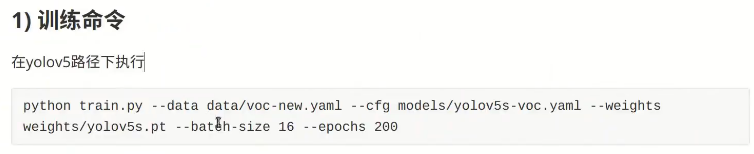 1) 训练命令
在yolov5路径下执行
python train.py --data data/voc-new.yaml --cfg models/yolov5s-voc.yaml --weights
weights/yolov5s.pt --batch-size 16 --epochs 200